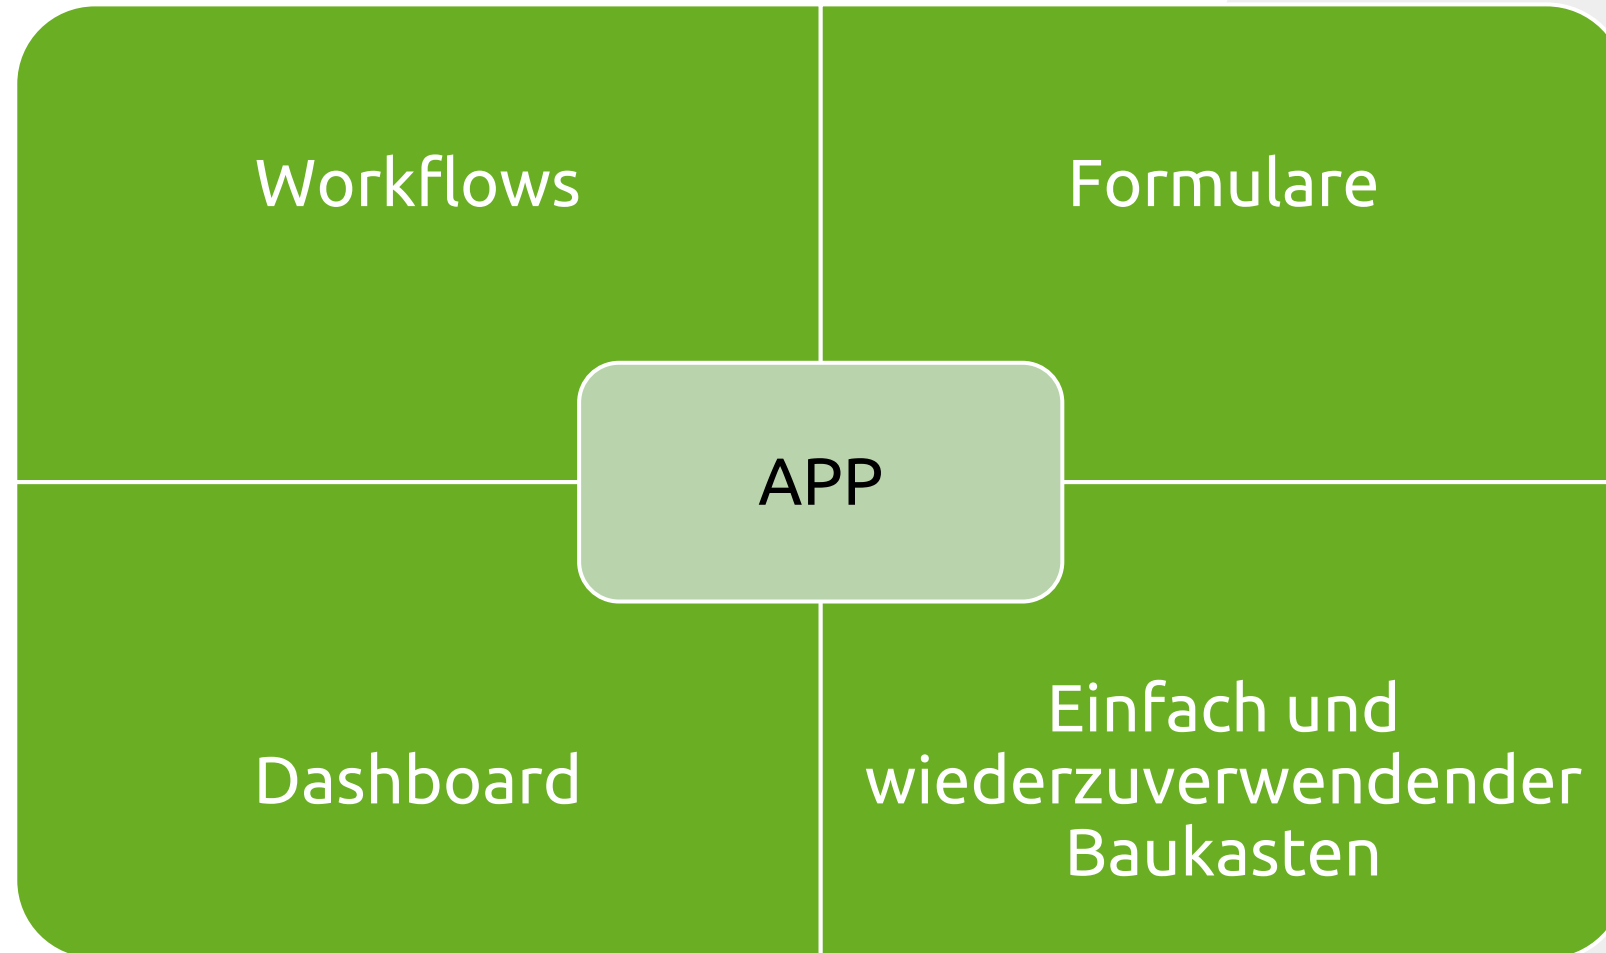 Workflows
Formulare
APP
Dashboard
Einfach und
wiederzuverwendender
Baukasten